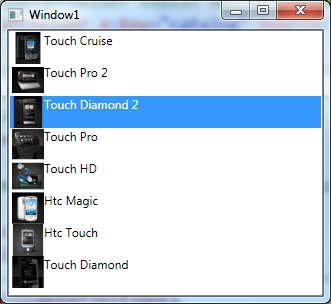 Window1
Touch Cruise
Touch Pro 2
Touch Diamond 2
Touch Pro
Touch HD
Htc Magic
Htc Touch
Touch Diamond